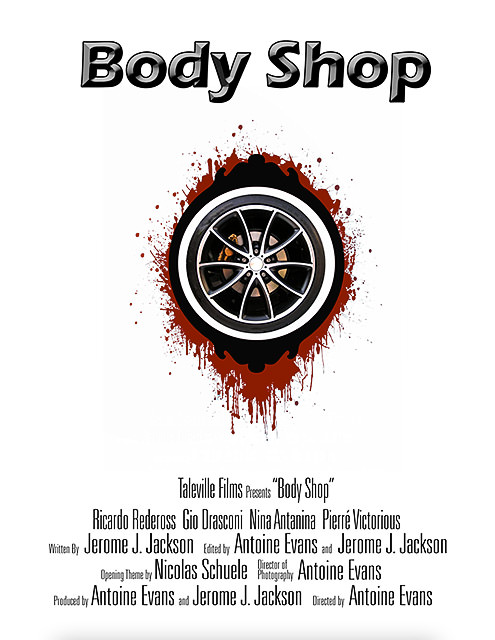 Body Shop
Taleville Films Presents "Body Shop"
Ricardo Redeross Gio Drasconi Nina Antanina Pierré Victorious
Written By Jerome J. Jackson Edited by Antoine Evans and Jerome J. Jackson
Opening Theme by Nicolas Schuele Director of Photography Antoine Evans
Produced by Antoine Evans and Jerome J. Jackson Directed by Antoine Evans